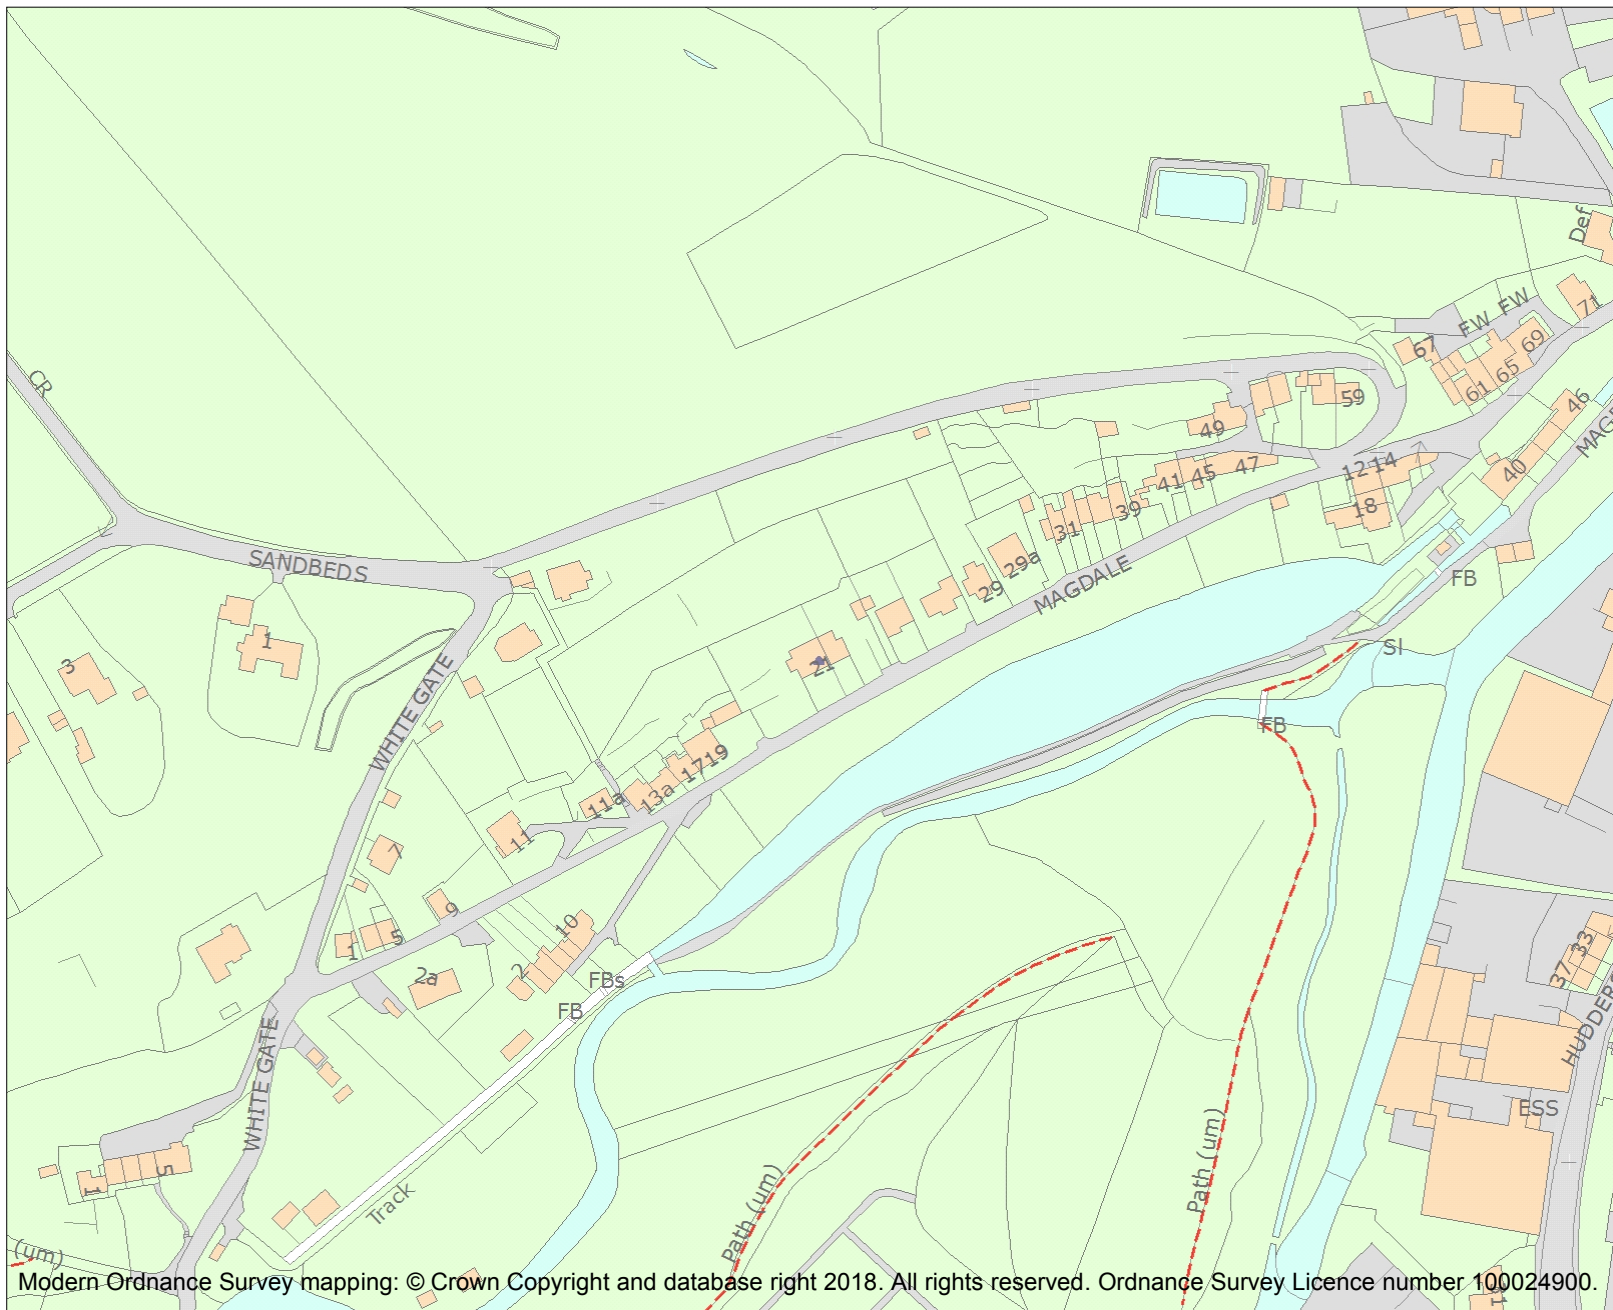 Def
FW
FW
71
CR
67
69
65
61
59
46
49
47
45
41
12
14
40
18
39
31
SANDBEDS
29a
29
MAGDALE
FB
1
3
SI
21
WHITE GATE
FB
17
19
13a
11a
11
7
9
10
5
1
33
37
2a
2
FBs
FB
WHITE GATE
ESS
Path (um)
5
1
Track
Path (um)
(um)
Modern Ordnance Survey mapping: © Crown Copyright and database right 2018. All rights reserved. Ordnance Survey Licence number 100024900.